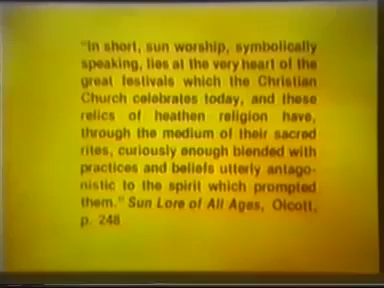 "In short, sun worship, symbolically
speaking, lies at the very heart of the
great festivals which the Christian
Church celebrates today, and these
relics of heathen religion have,
through the medium of their sacred
rites, curiously enough blended with
practices and beliefs utterly antago-
nistic to the spirit which prompted
them." Sun Lore of All Ages, Olcott,
p. 248